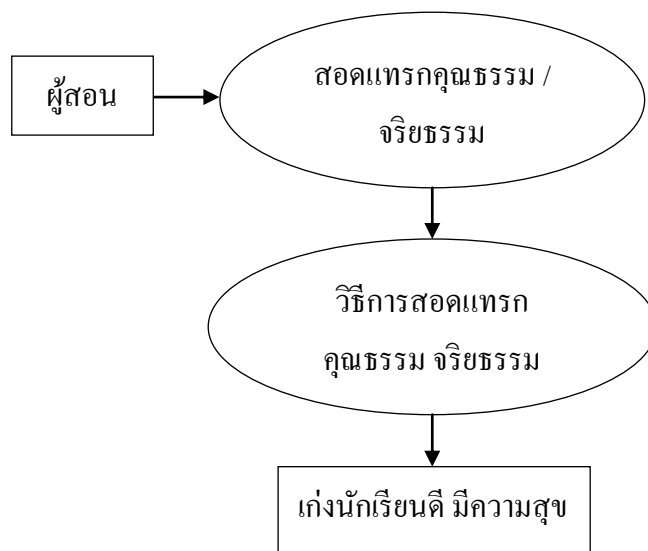 ผู้สอน
สอดแทรกคุณธรรม /
จริยธรรม
วิธีการสอดแทรก
คุณธรรม จริยธรรม
เก่งนักเรียนดี มีความสุข